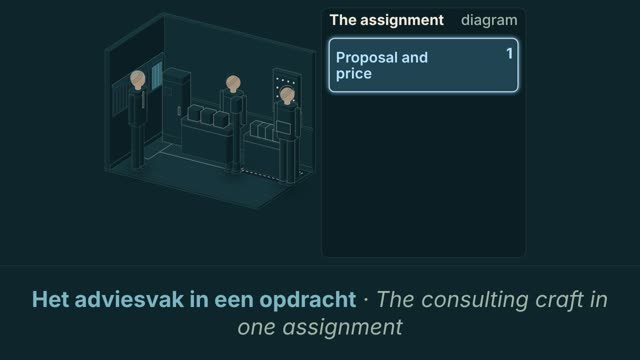 The assignment diagram
Proposal and 1
price
Het adviesvak in een opdracht · The consulting craft in
one assignment